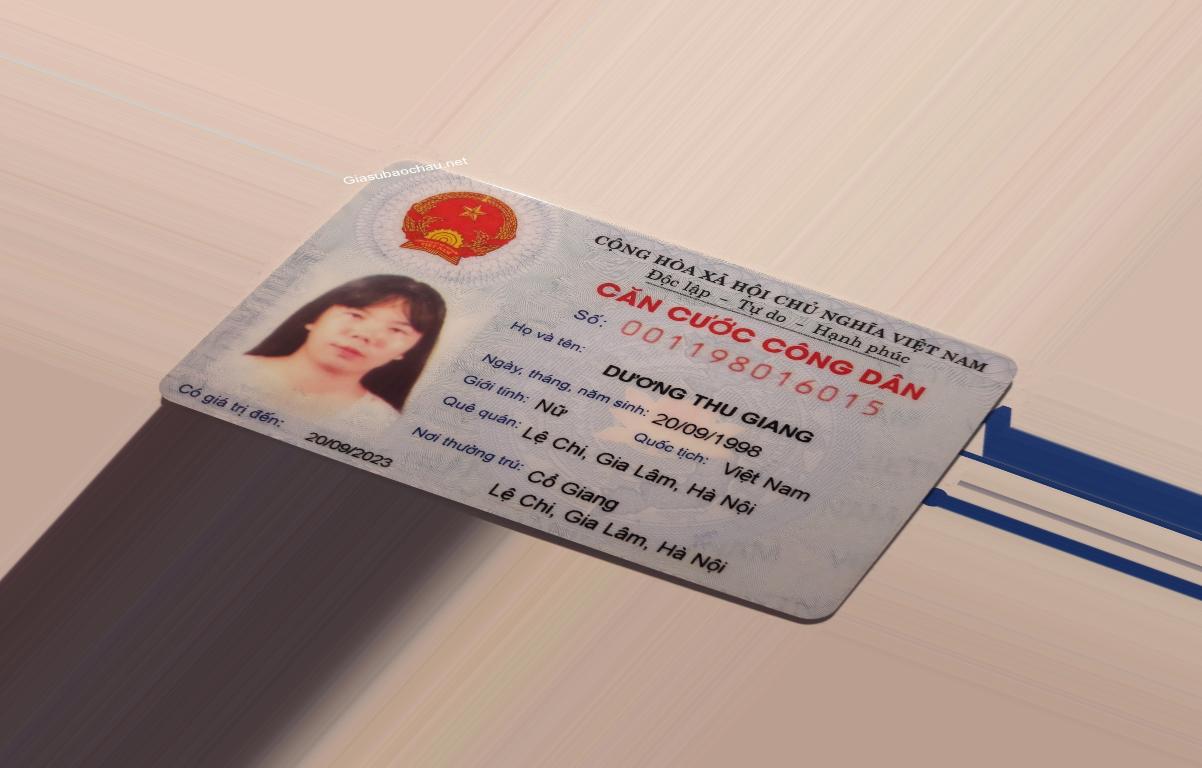 Giasubaochau.net
CỘNG HÒA XÃ HỘI CHỦ NGHĨA VIỆT NAM
Độc lập – Tự do – Hạnh phúc
CĂN CƯỚC CÔNG DÂN
Số: 001198016015
Họ và tên:
DƯƠNG THU GIANG
Ngày, tháng, năm sinh: 20/09/1998
Giới tính: Nữ Quốc tịch: Việt Nam
Quê quán: Lệ Chi, Gia Lâm, Hà Nội
Nơi thường trú: Cổ Giang
Lệ Chi, Gia Lâm, Hà Nội
Có giá trị đến: 20/09/2023